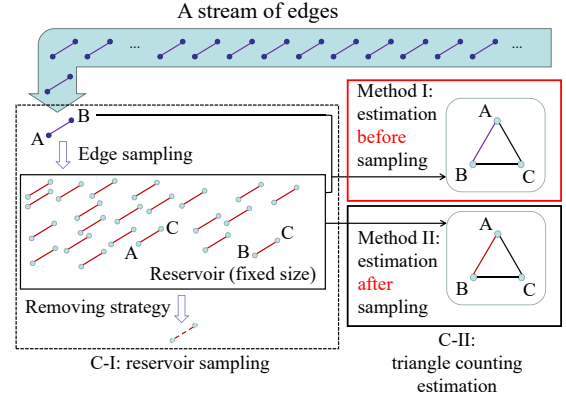 A stream of edges
...
...
B
A
Edge sampling
C
A
C
B
Reservoir (fixed size)
Removing strategy
C-I: reservoir sampling
Method I:
estimation
before
sampling
A
B
C
Method II:
estimation
after
sampling
A
B
C
C-II:
triangle counting
estimation